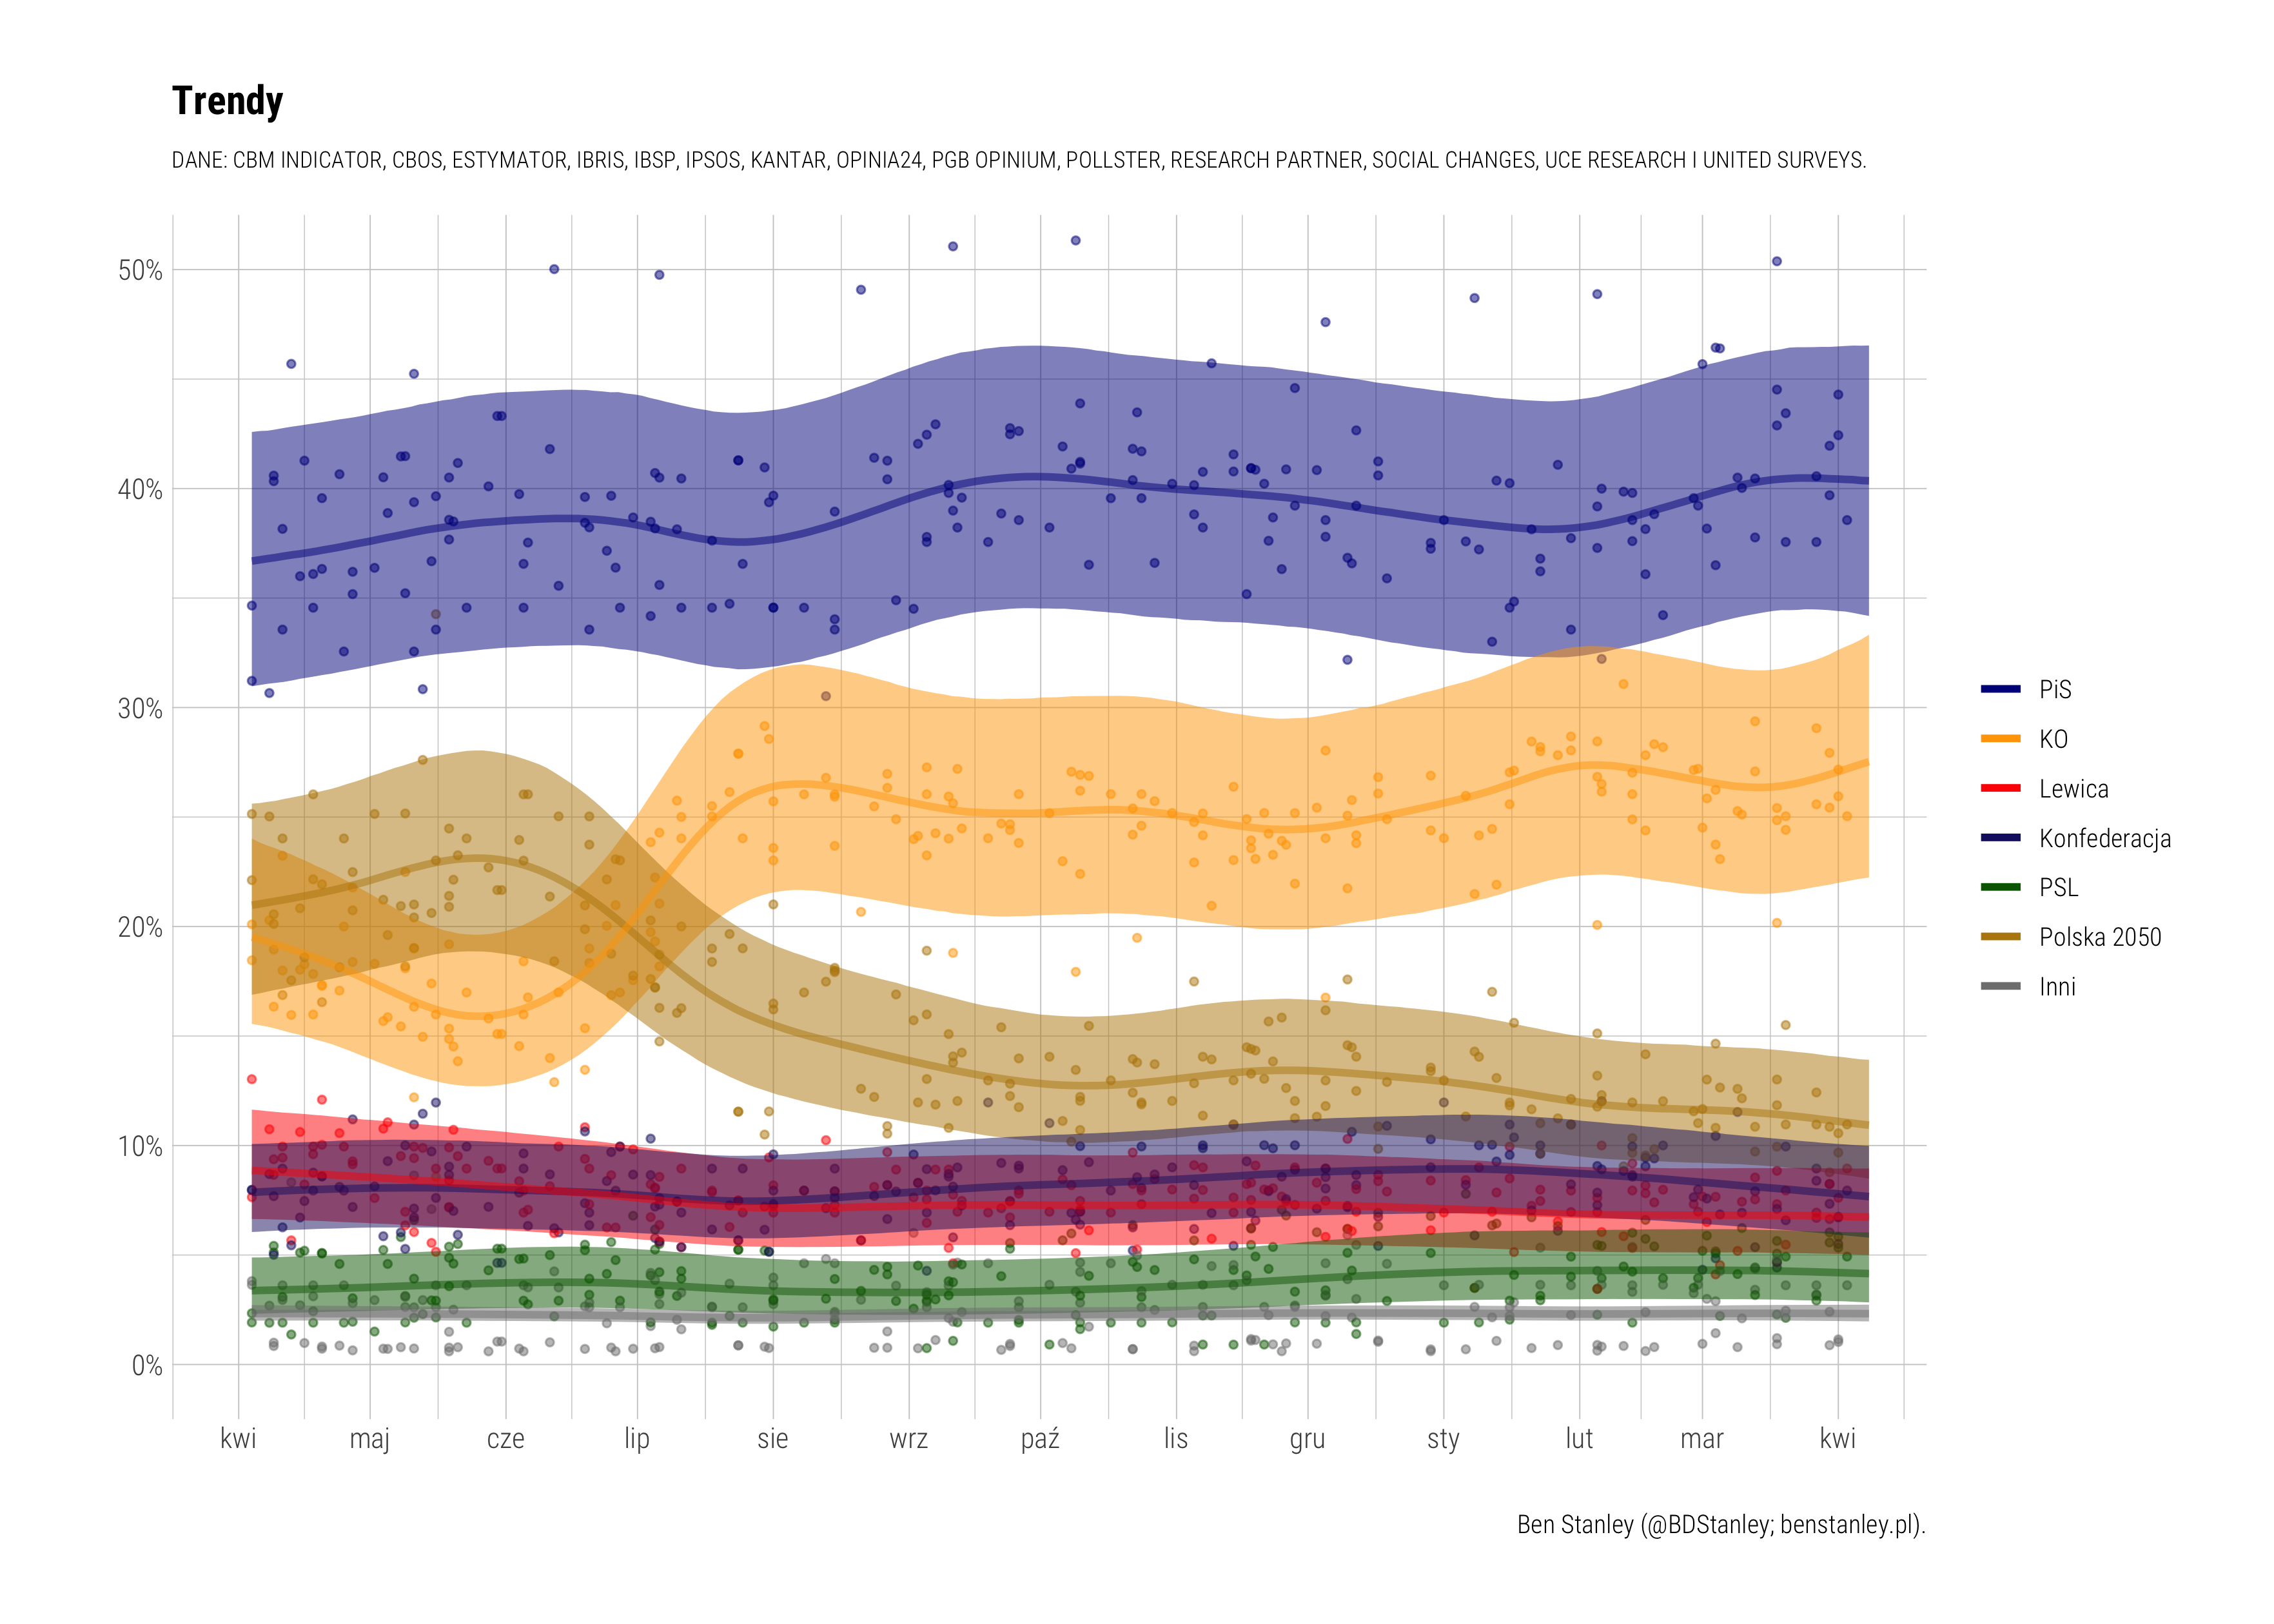 Trendy
DANE: CBM INDICATOR, CBOS, ESTYMATOR, IBRIS, IBSP, IPSOS, KANTAR, OPINIA24, PGB OPINIUM, POLLSTER, RESEARCH PARTNER, SOCIAL CHANGES, UCE RESEARCH I UNITED SURVEYS.
50%
40%
30%
20%
10%
0%
kwi maj cze lip sie wrz paź lis gru sty lut mar kwi
PiS
KO
Lewica
Konfederacja
PSL
Polska 2050
Inni
Ben Stanley (@BDStanley; benstanley.pl).